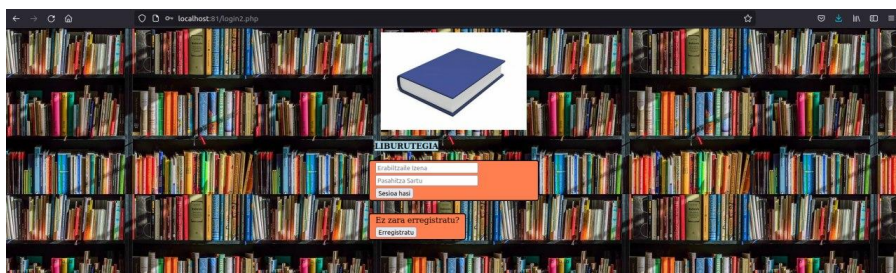 localhost:81/login2.php
LIBURUTEGIA
Erabiltzaile Izena
Pasahitza Sartu
Sesioa hasi
Ez zara erregistratu?
Erregistratu